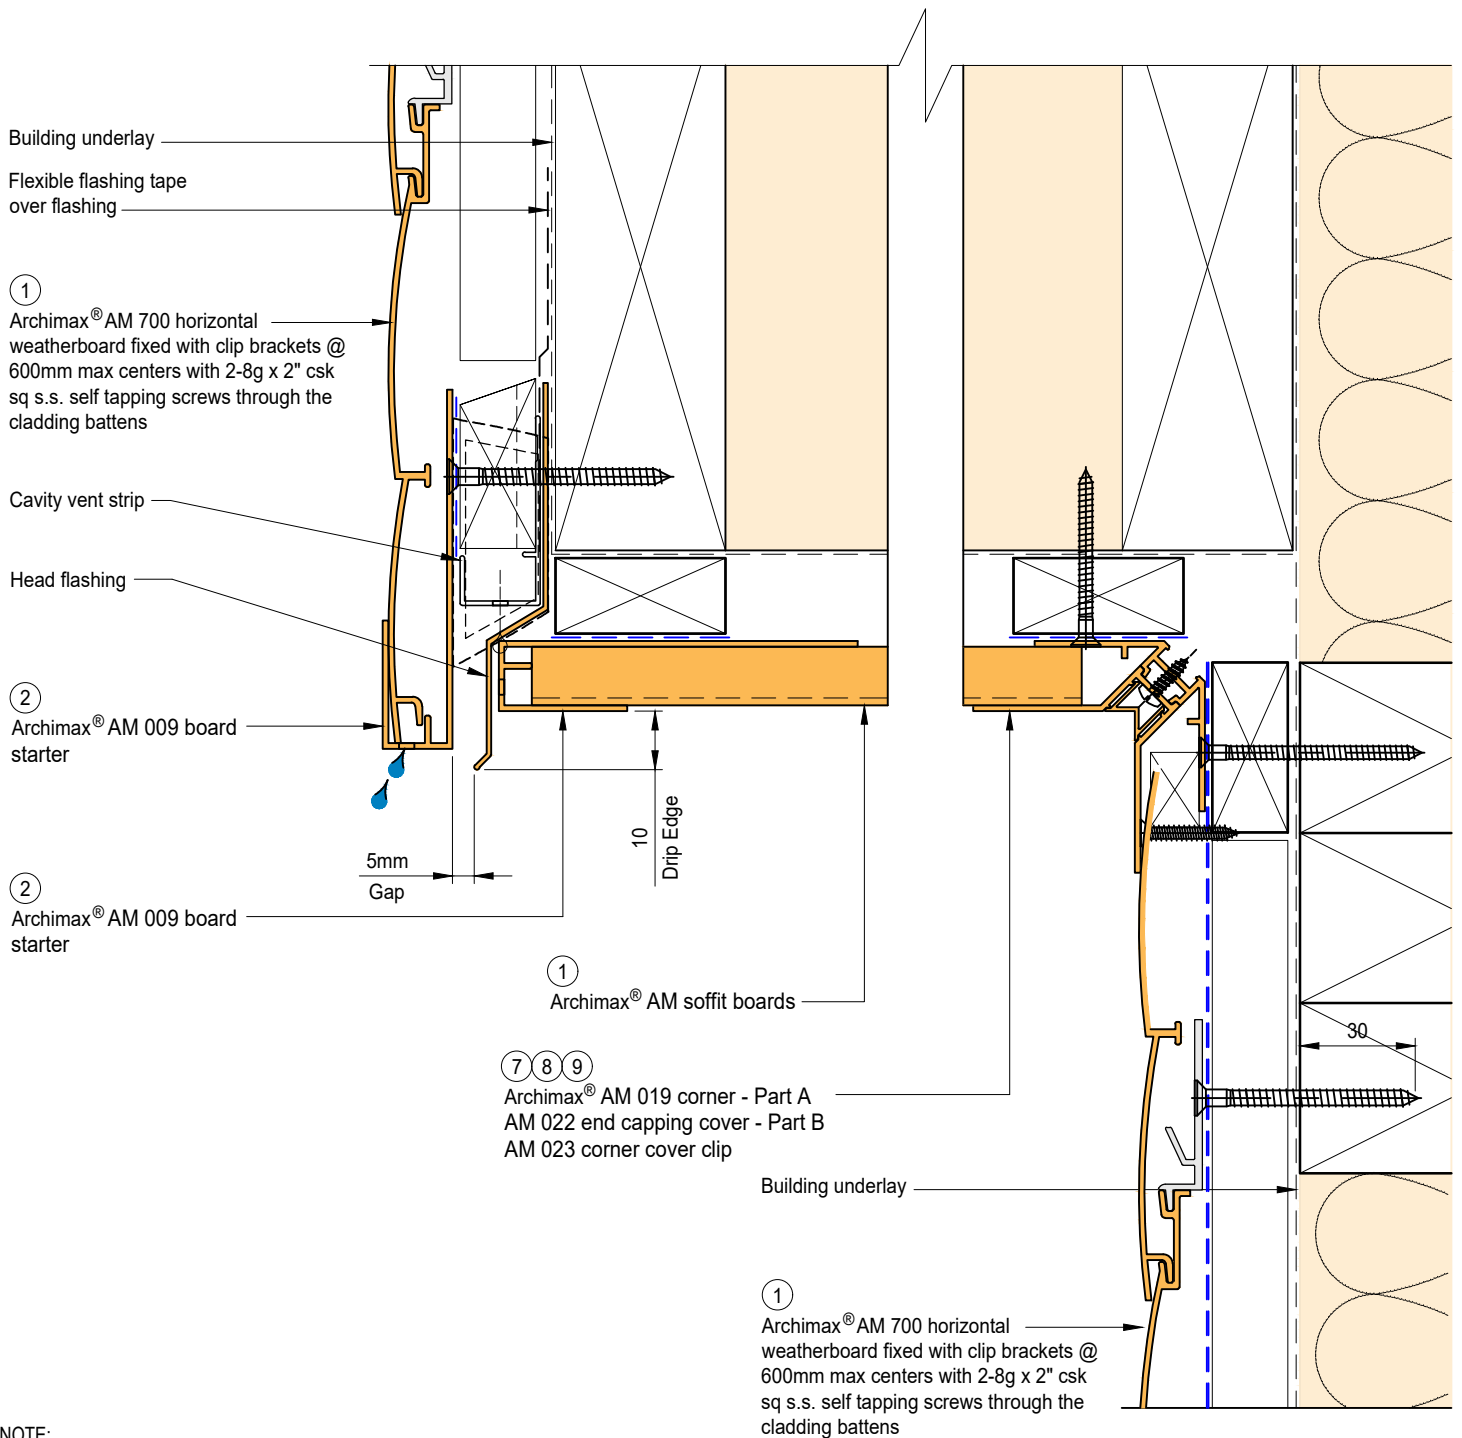 Building underlay
Flexible flashing tape
over flashing
1
Archimax® AM 700 horizontal
weatherboard fixed with clip brackets @
600mm max centers with 2-8g x 2" csk
sq s.s. self tapping screws through the
cladding battens
Cavity vent strip
Head flashing
2
Archimax® AM 009 board
starter
5mm
Gap
10
Drip Edge
2
Archimax® AM 009 board
starter
1
Archimax® AM soffit boards
7 8 9
Archimax® AM 019 corner - Part A
AM 022 end capping cover - Part B
AM 023 corner cover clip
30
Building underlay
1
Archimax® AM 700 horizontal
weatherboard fixed with clip brackets @
600mm max centers with 2-8g x 2" csk
sq s.s. self tapping screws through the
cladding battens
NOTE: